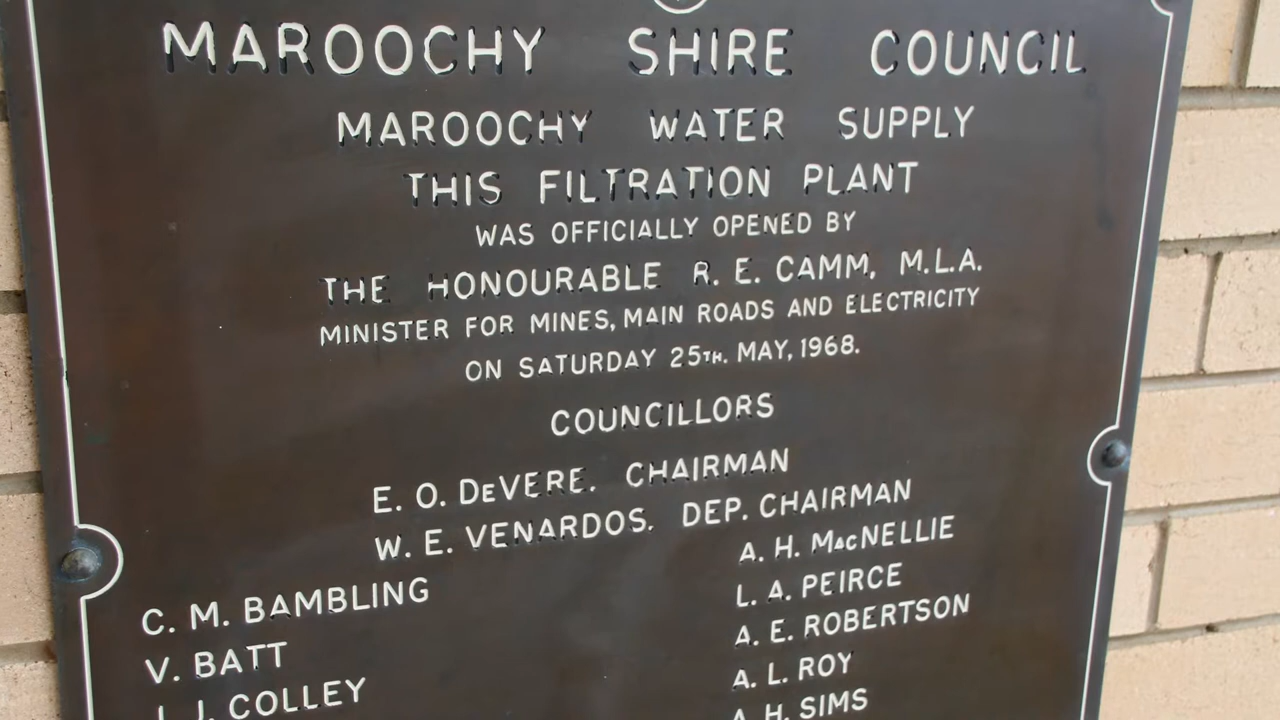 MAROOCHY SHIRE COUNCIL
MAROOCHY WATER SUPPLY
THIS FILTRATION PLANT
WAS OFFICIALLY OPENED BY
THE HONOURABLE R. E. CAMM, M.L.A.
MINISTER FOR MINES, MAIN ROADS AND ELECTRICITY
ON SATURDAY 25TH. MAY, 1968.
COUNCILLORS
E. O. DeVERE. CHAIRMAN
W. E. VENARDOS. DEP. CHAIRMAN
A. H. MacNELLIE
C. M. BAMBLING
L. A. PEIRCE
V. BATT
A. E. ROBERTSON
COLLEY
A. L. ROY
A. H. SIMS